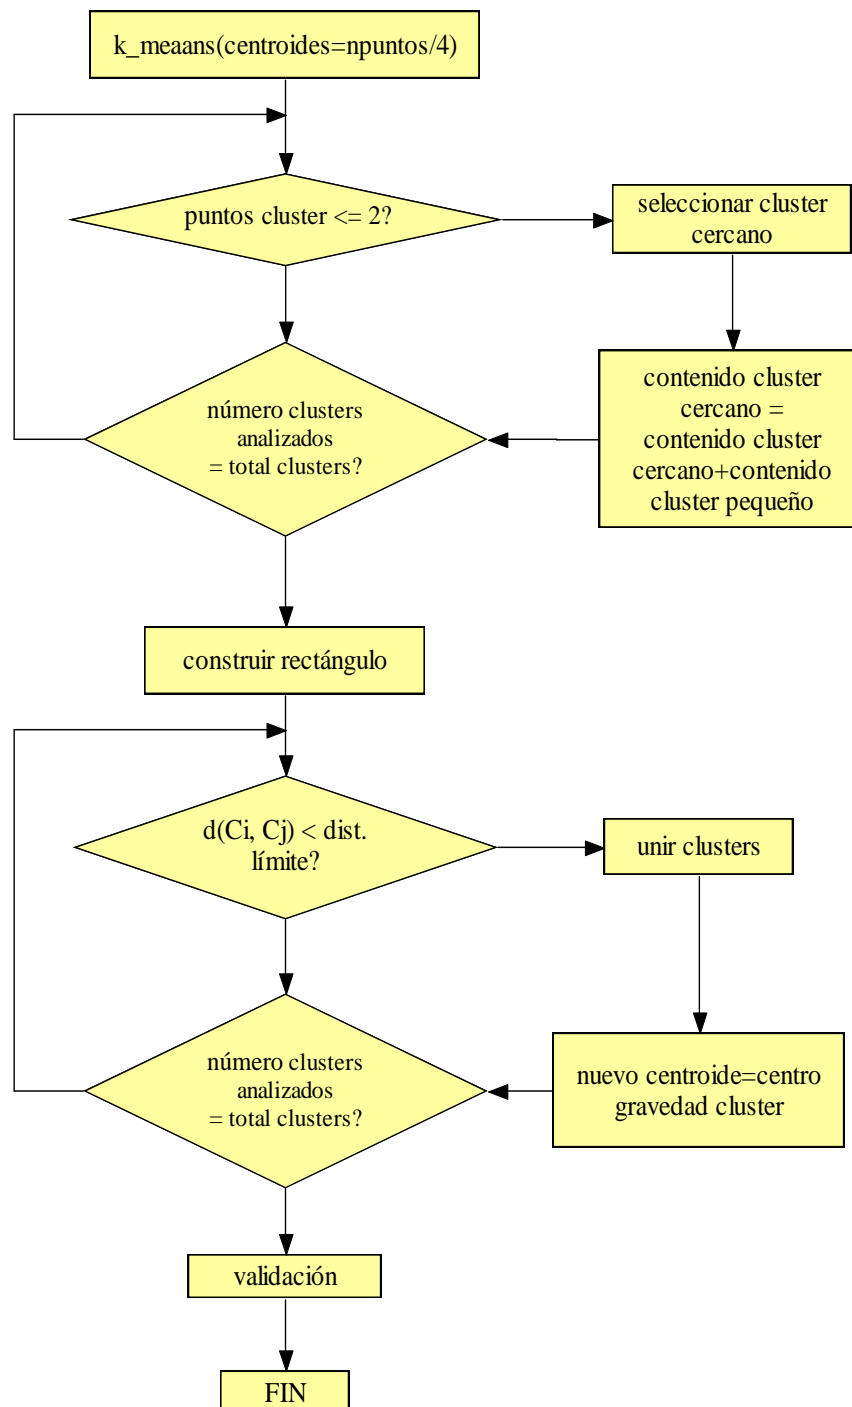 k_meaans(centroides=npuntos/4)
puntos cluster <= 2?
seleccionar cluster
cercano
número clusters
analizados
= total clusters?
contenido cluster
cercano =
contenido cluster
cercano+contenido
cluster pequeño
construir rectángulo
d(Ci, Cj) < dist.
límite?
unir clusters
número clusters
analizados
= total clusters?
nuevo centroide=centro
gravedad cluster
validación
FIN